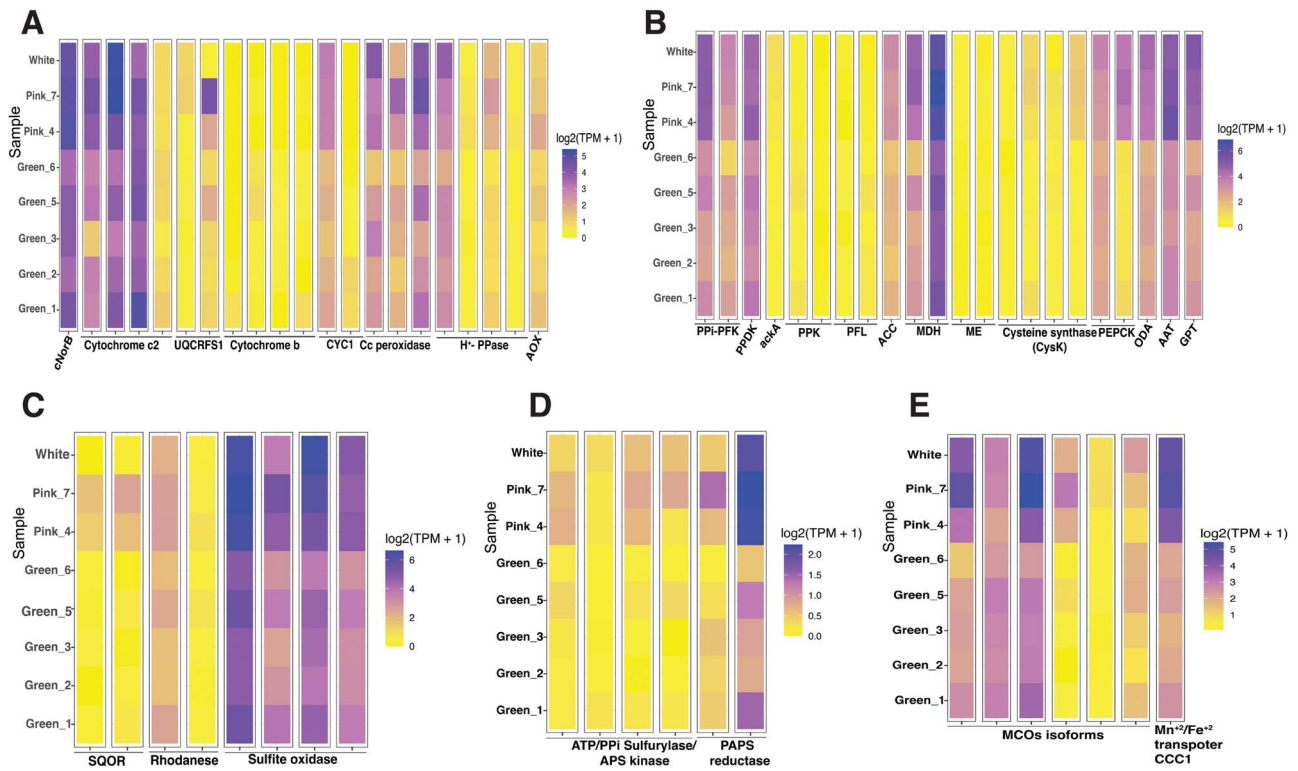 A
Sample
White
Pink_7
Pink_4
Green_6
Green_5
Green_3
Green_2
Green_1
cNorB
Cytochrome c2
UQCRFS1
Cytochrome b
CYC1
Cc peroxidase
H⁺- PPase
AOX
log2(TPM + 1)
5
4
3
2
1
0
B
Sample
White
Pink_7
Pink_4
Green_6
Green_5
Green_3
Green_2
Green_1
PPi-PFK
PPDK
ackA
PPK
PFL
ACC
MDH
ME
Cysteine synthase
(CysK)
PEPCK
ODA
AAT
GPT
log2(TPM + 1)
6
4
2
0
C
Sample
White
Pink_7
Pink_4
Green_6
Green_5
Green_3
Green_2
Green_1
SQOR
Rhodanese
Sulfite oxidase
log2(TPM + 1)
6
4
2
0
D
Sample
White
Pink_7
Pink_4
Green_6
Green_5
Green_3
Green_2
Green_1
ATP/PPi Sulfurylase/
APS kinase
PAPS
reductase
log2(TPM + 1)
2.0
1.5
1.0
0.5
0.0
E
Sample
White
Pink_7
Pink_4
Green_6
Green_5
Green_3
Green_2
Green_1
MCOs isoforms
Mn⁺²/Fe⁺²
transpoter
CCC1
log2(TPM + 1)
5
4
3
2
1